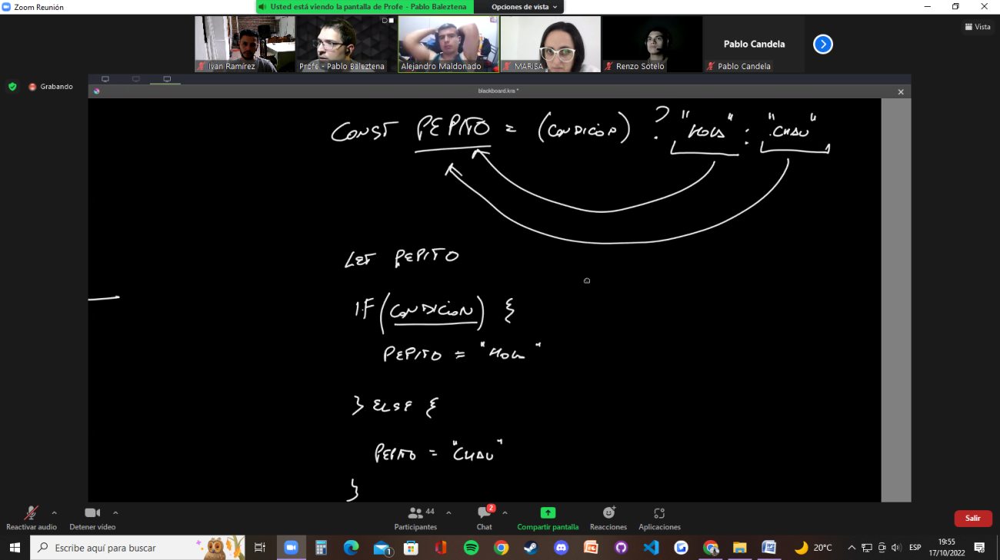 Zoom Reunión
Usted está viendo la pantalla de Profe - Pablo Baleztena
Opciones de vista
Vista
Pablo Candela
Ivan Ramírez
Profe - Pablo Baleztena
Alejandro Maldonado
MARISA
Renzo Sotelo
Pablo Candela
Grabando
blackboard.kra *
CONST PEPITO = (CONDICION) ? "HOLA" : "CHAU"
LET PEPITO
IF (CONDICION) {
PEPITO = "HOLA"
} ELSE {
PEPITO = "CHAU"
}
44
2
Reactivar audio
Detener vídeo
Participantes
Chat
Compartir pantalla
Reacciones
Aplicaciones
Salir
Escribe aquí para buscar
1
20°C
ESP
19:55
17/10/2022